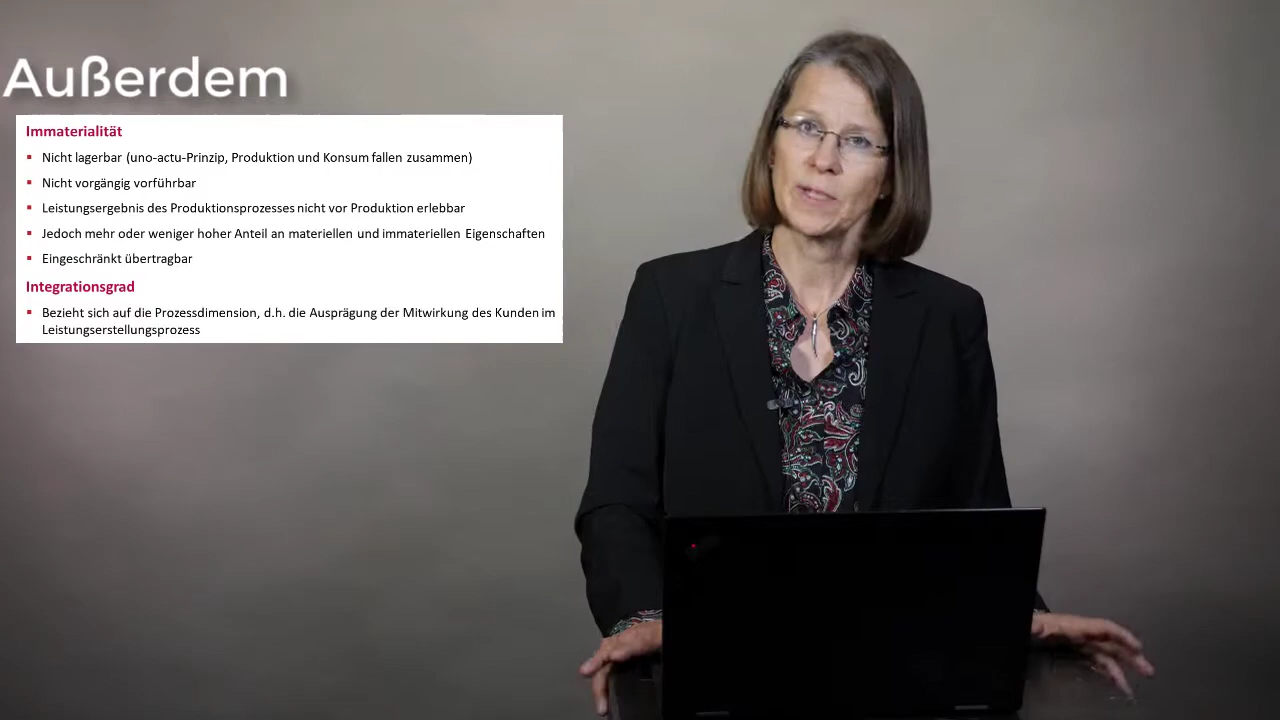 Außerdem
Immaterialität
▪ Nicht lagerbar (uno-actu-Prinzip, Produktion und Konsum fallen zusammen)
▪ Nicht vorgängig vorführbar
▪ Leistungsergebnis des Produktionsprozesses nicht vor Produktion erlebbar
▪ Jedoch mehr oder weniger hoher Anteil an materiellen und immateriellen Eigenschaften
▪ Eingeschränkt übertragbar
Integrationsgrad
▪ Bezieht sich auf die Prozessdimension, d.h. die Ausprägung der Mitwirkung des Kunden im
Leistungserstellungsprozess